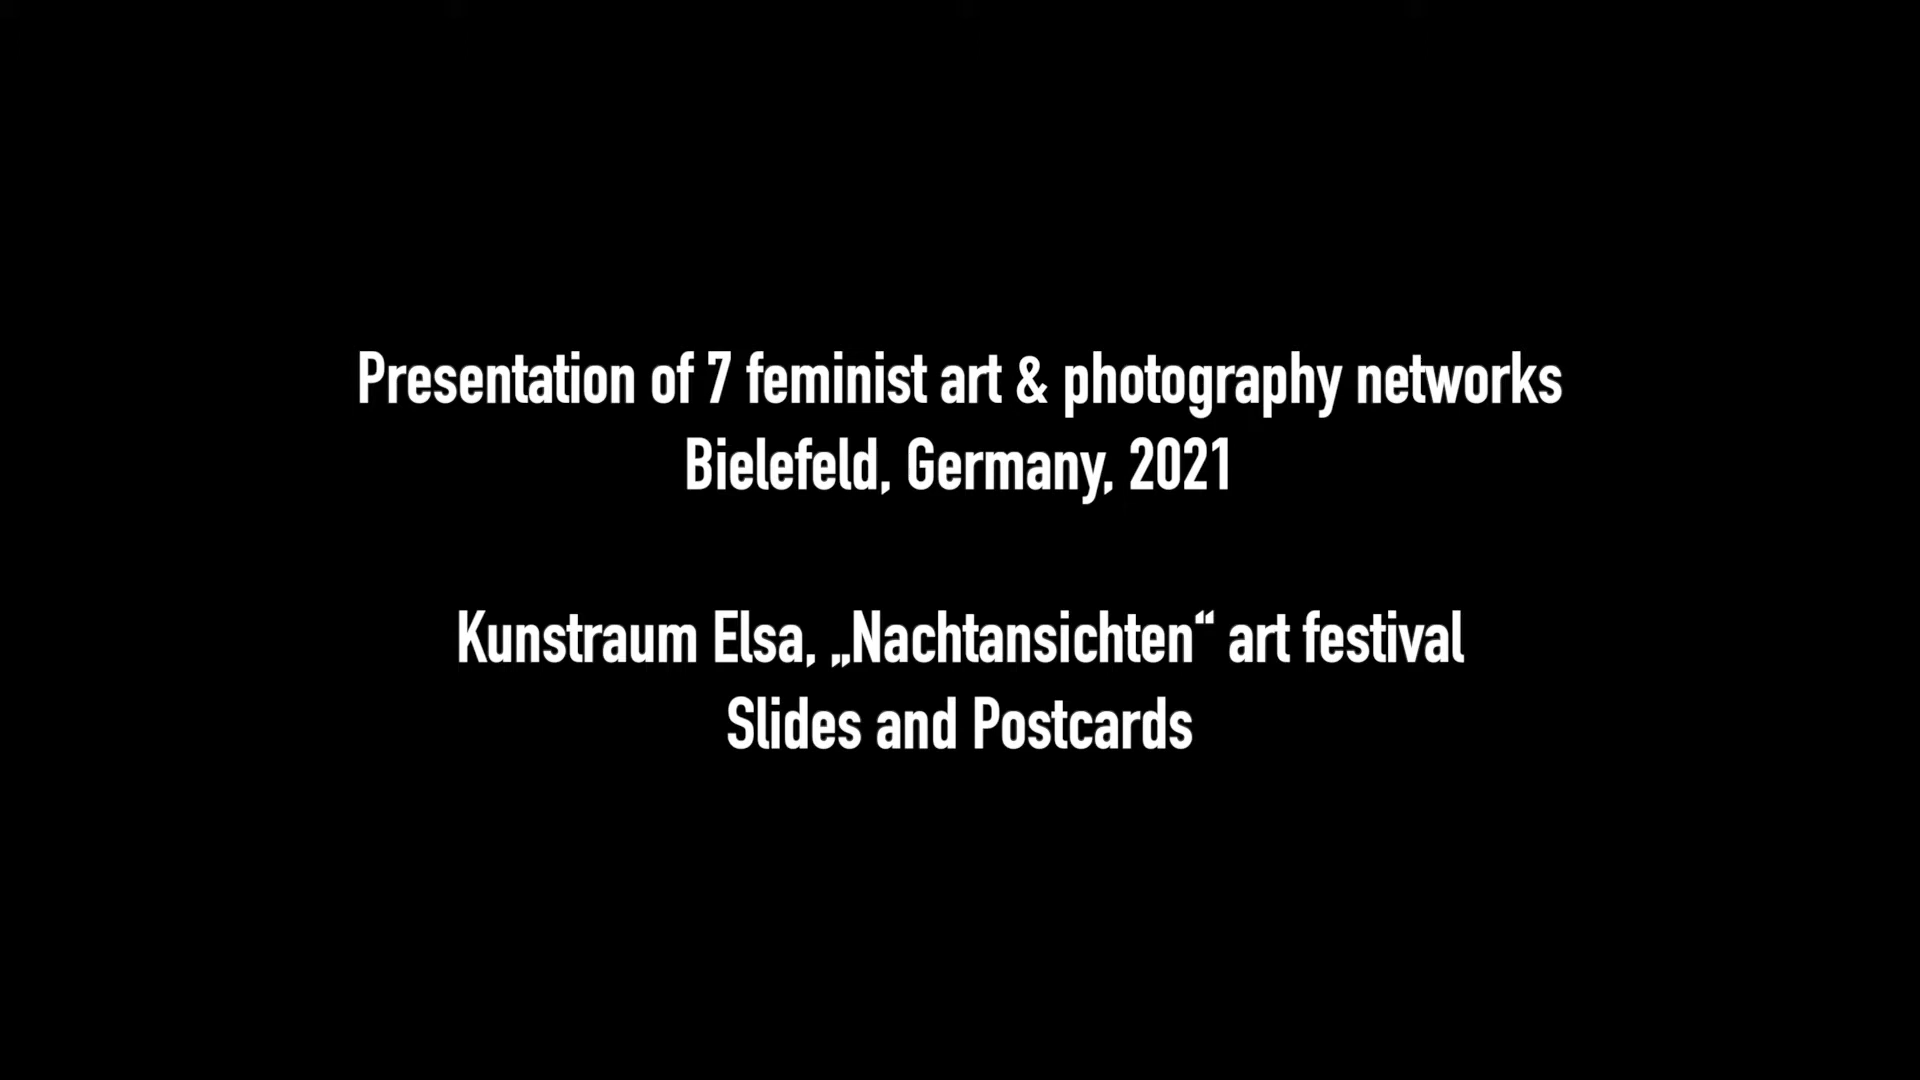 Presentation of 7 feminist art & photography networks
Bielefeld, Germany, 2021
Kunstraum Elsa, „Nachtansichten“ art festival
Slides and Postcards